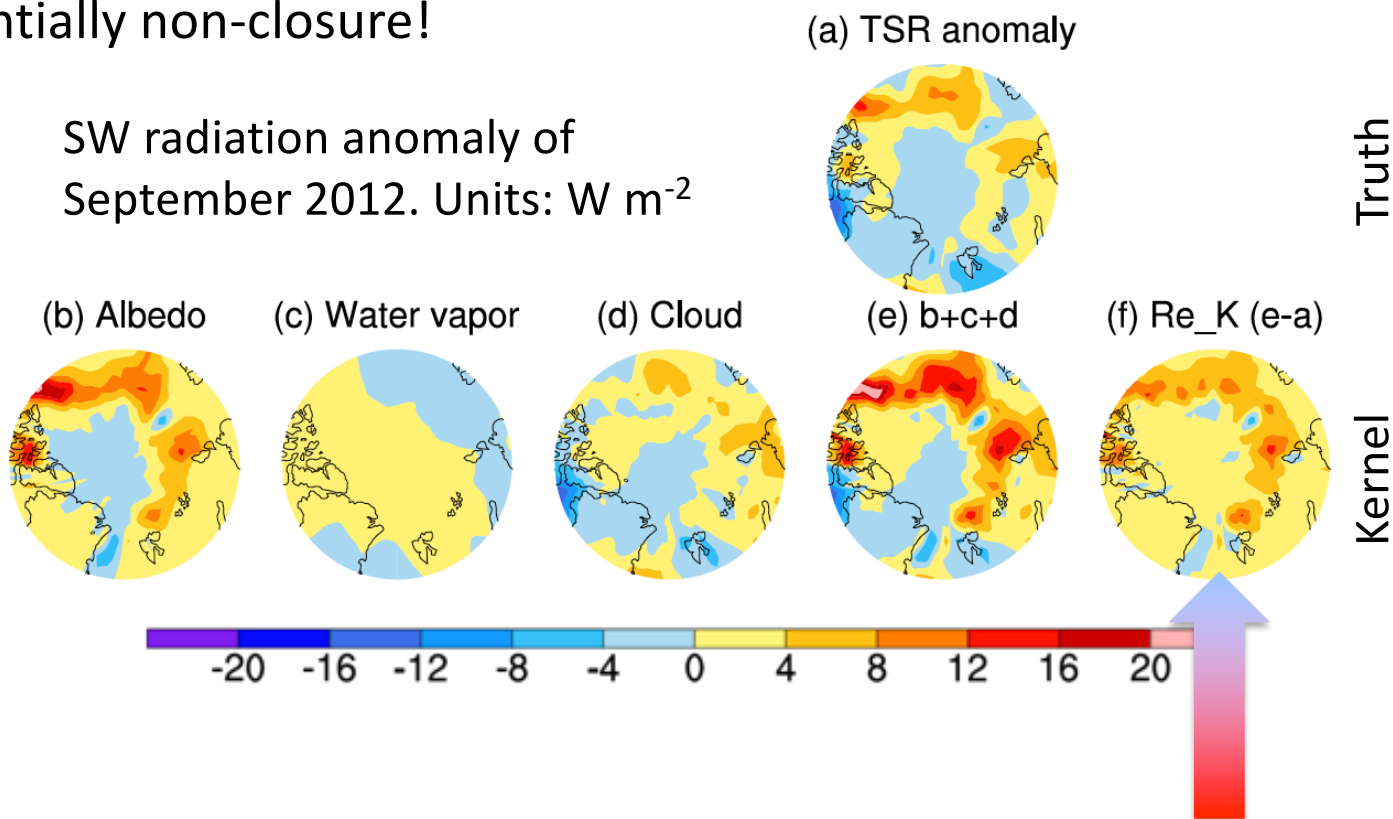 non-closure!
(a) TSR anomaly
SW radiation anomaly of
September 2012. Units: W m-2
Truth
(b) Albedo
(c) Water vapor
(d) Cloud
(e) b+c+d
(f) Re_K (e-a)
Kernel
-20 -16 -12 -8 -4 0 4 8 12 16 20